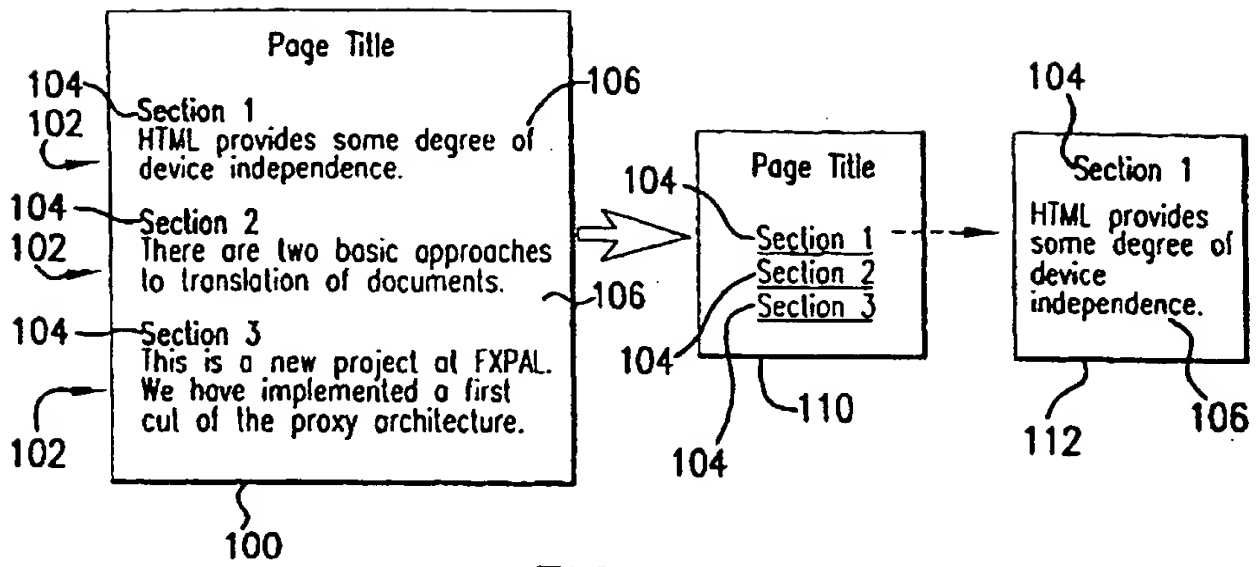 Page Title
104
Section 1
106
102
HTML provides some degree of
device independence.
104
Section 2
102
There are two basic approaches
to translation of documents.
106
104
Section 3
This is a new project at FXPAL.
We have implemented a first
cut of the proxy architecture.
102
100
Page Title
104
Section 1
Section 2
Section 3
104
104
110
104
Section 1
HTML provides
some degree of
device
independence.
112
106